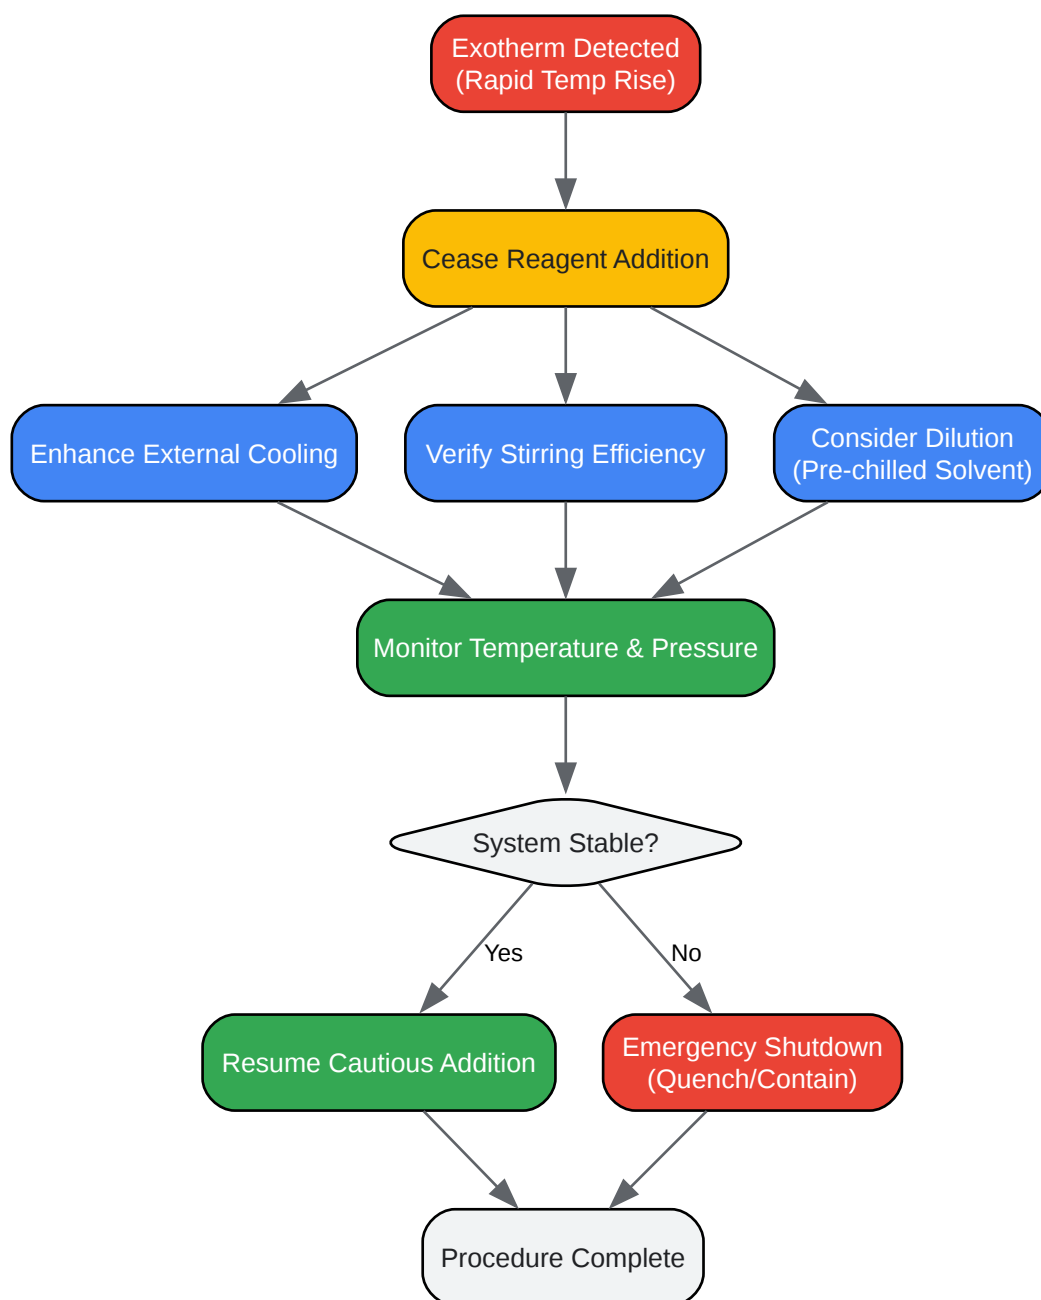 Exotherm Detected
(Rapid Temp Rise)
Cease Reagent Addition
Enhance External Cooling
Verify Stirring Efficiency
Consider Dilution
(Pre-chilled Solvent)
Monitor Temperature & Pressure
System Stable?
Yes
No
Resume Cautious Addition
Emergency Shutdown
(Quench/Contain)
Procedure Complete